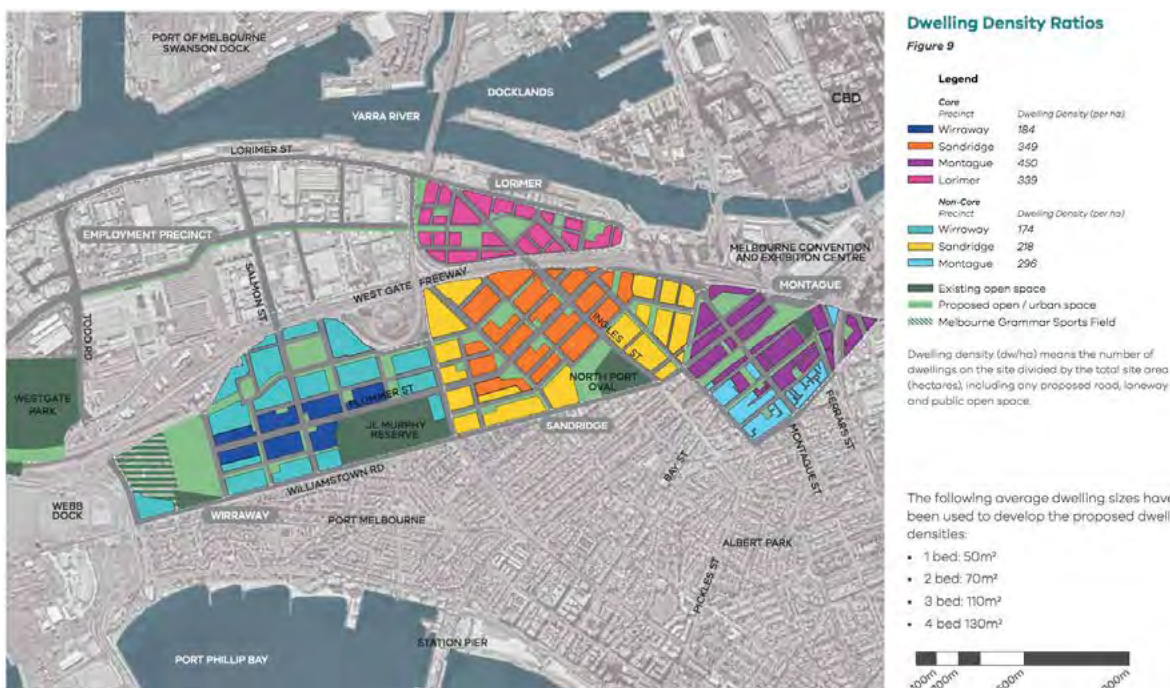 PORT OF MELBOURNE
SWANSON DOCK
DOCKLANDS
CBD
YARRA RIVER
LORIMER ST
LORIMER
EMPLOYMENT PRECINCT
MELBOURNE CONVENTION
AND EXHIBITION CENTRE
SALMON ST
WEST GATE FREEWAY
MONTAGUE
TODD RD
INGLES ST
WESTGATE
PARK
PLUMMER ST
NORTH PORT
OVAL
FERRARS ST
JL MURPHY
RESERVE
SANDRIDGE
MONTAGUE ST
BAY ST
WILLIAMSTOWN RD
WEBB
DOCK
WIRRAWAY
PORT MELBOURNE
ALBERT PARK
PICKLES ST
STATION PIER
PORT PHILLIP BAY
Dwelling Density Ratios
Figure 9
Legend
Core
Precinct Dwelling Density (per ha)
Wirraway 184
Sandridge 349
Montague 450
Lorimer 339
Non-Core
Precinct Dwelling Density (per ha)
Wirraway 174
Sandridge 218
Montague 296
Existing open space
Proposed open / urban space
Melbourne Grammar Sports Field
Dwelling density (dw/ha) means the number of
dwellings on the site divided by the total site area
(hectares), including any proposed road, laneway
and public open space.
The following average dwelling sizes have
been used to develop the proposed dwell
densities:
• 1 bed: 50m²
• 2 bed: 70m²
• 3 bed: 110m²
• 4 bed 130m²